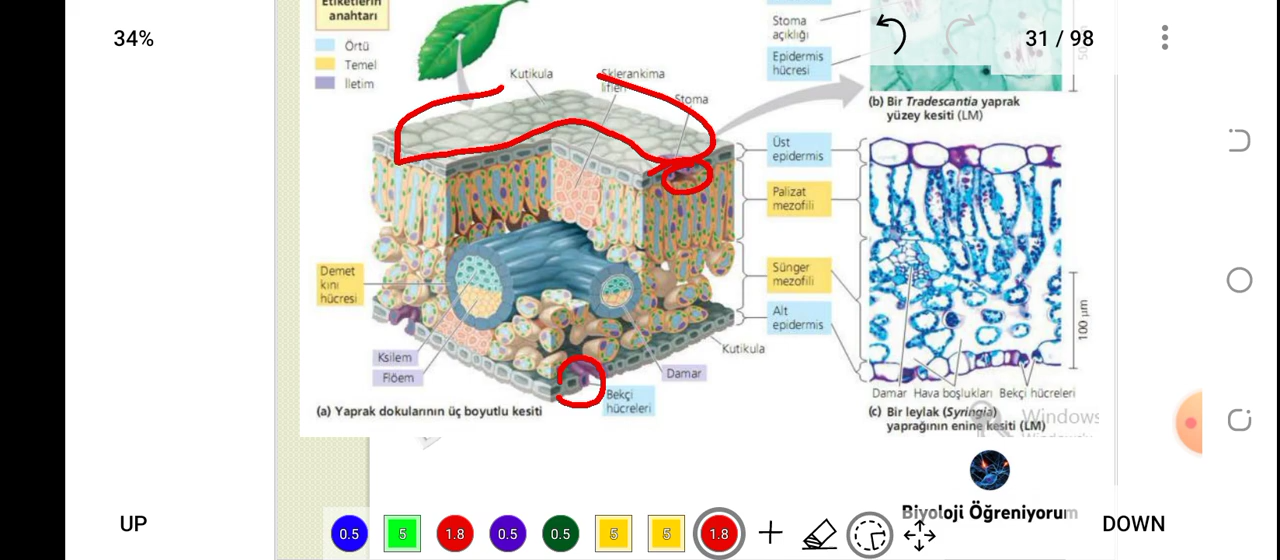 34%
31 / 98
Etiketlerin
anahtarı
Örtü
Temel
İletim
Kutikula
Sklerankima
lifleri
Stoma
Stoma
açıklığı
Epidermis
hücresi
(b) Bir Tradescantia yaprak
yüzey kesiti (LM)
Üst
epidermis
Palizat
mezofili
Sünger
mezofili
Alt
epidermis
Demet
kını
hücresi
Ksilem
Flöem
Kutikula
Damar
Bekçi
hücreleri
100 µm
Damar Hava boşlukları Bekçi hücreleri
(a) Yaprak dokularının üç boyutlu kesiti
(c) Bir leylak (Syringia)
yaprağının enine kesiti (LM)
Windows
Biyoloji Öğreniyorum
UP
DOWN
0.5
5
1.8
0.5
0.5
5
5
1.8